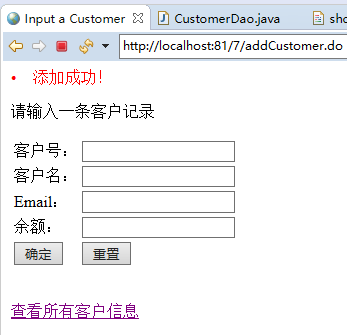 Input a Customer CustomerDao.java sho
http://localhost:81/7/addCustomer.do
• 添加成功!
请输入一条客户记录
客户号：
客户名：
Email：
余额：
确定 重置
查看所有客户信息